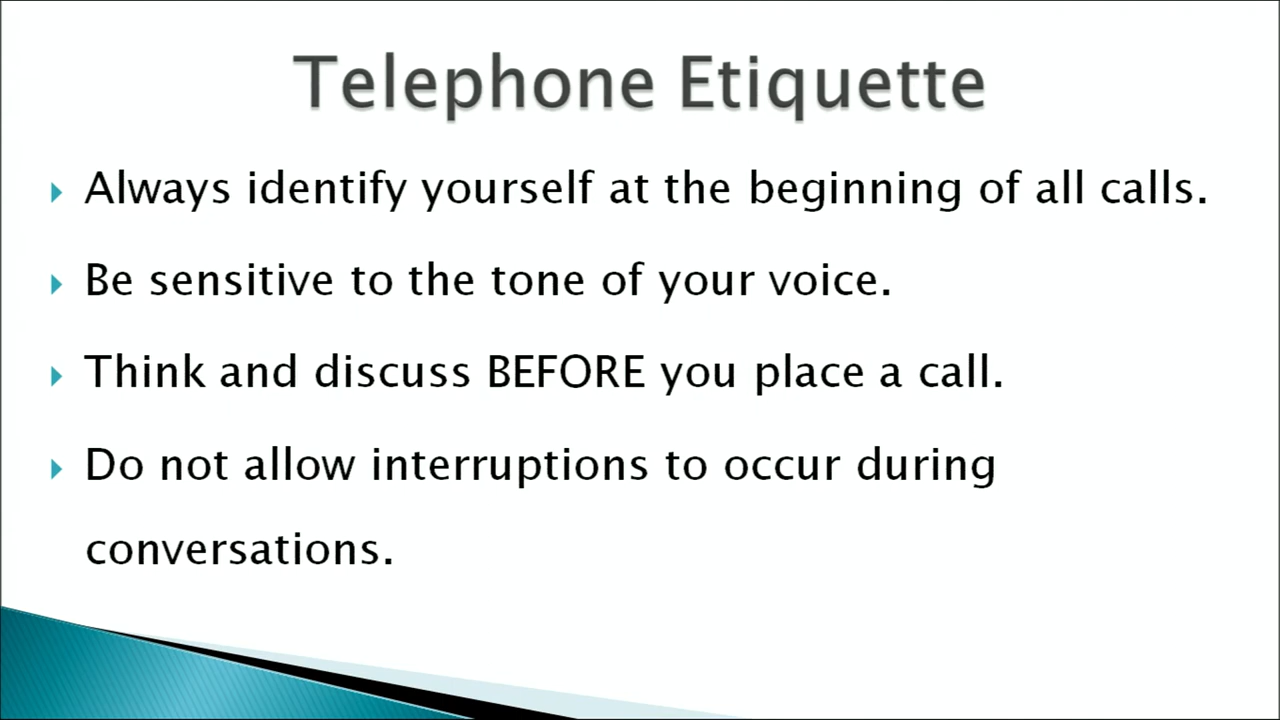 Telephone Etiquette
Always identify yourself at the beginning of all calls.
Be sensitive to the tone of your voice.
Think and discuss BEFORE you place a call.
Do not allow interruptions to occur during
conversations.